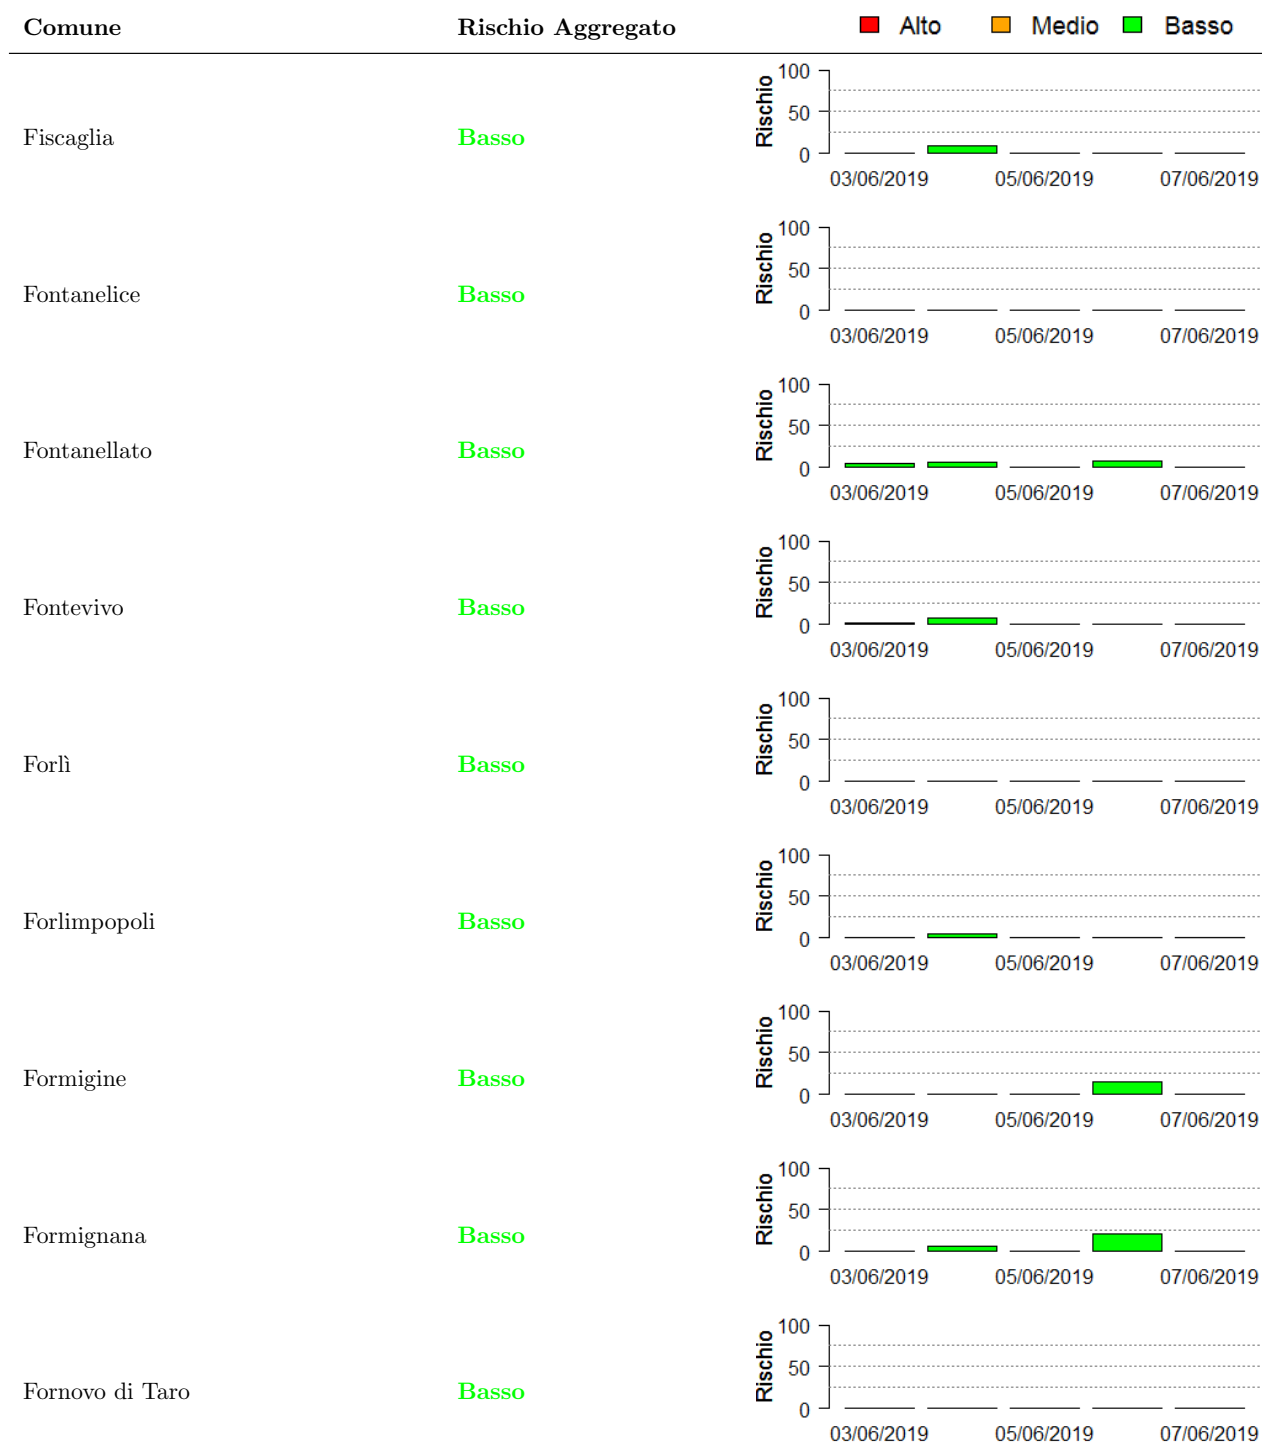 Comune Rischio Aggregato Alto Medio Basso
Fiscaglia Basso Rischio 100 50 0
03/06/2019 05/06/2019 07/06/2019
Fontanelice Basso Rischio 100 50 0
03/06/2019 05/06/2019 07/06/2019
Fontanellato Basso Rischio 100 50 0
03/06/2019 05/06/2019 07/06/2019
Fontevivo Basso Rischio 100 50 0
03/06/2019 05/06/2019 07/06/2019
Forlì Basso Rischio 100 50 0
03/06/2019 05/06/2019 07/06/2019
Forlimpopoli Basso Rischio 100 50 0
03/06/2019 05/06/2019 07/06/2019
Formigine Basso Rischio 100 50 0
03/06/2019 05/06/2019 07/06/2019
Formignana Basso Rischio 100 50 0
03/06/2019 05/06/2019 07/06/2019
Fornovo di Taro Basso Rischio 100 50 0
03/06/2019 05/06/2019 07/06/2019